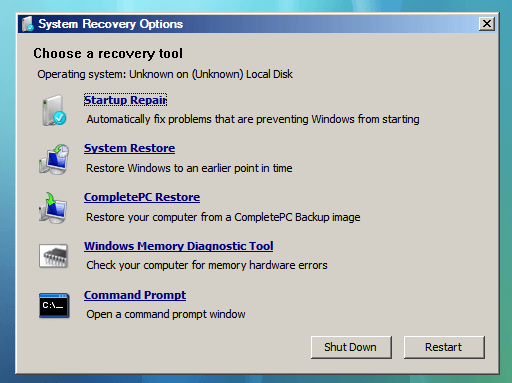 System Recovery Options
Choose a recovery tool
Operating system: Unknown on (Unknown) Local Disk
Startup Repair
Automatically fix problems that are preventing Windows from starting
System Restore
Restore Windows to an earlier point in time
CompletePC Restore
Restore your computer from a CompletePC Backup image
Windows Memory Diagnostic Tool
Check your computer for memory hardware errors
C:\_
Command Prompt
Open a command prompt window
Shut Down
Restart